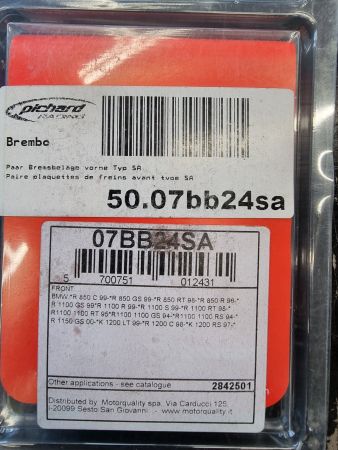 pichard
RACING
Brembo
Paar Bremsbeläge vorne Typ SA
Paire plaquettes de freins avant type SA
50.07bb24sa
07BB24SA
5 700751 012431
FRONT
BMW:*R 850 C 99-*R 850 GS 99-*R 850 RT 98-*R 850 R 98-*
R 1100 GS 99*R 1100 R 99-*R 1100 S 99-*R 1100 RT 98-
*R1100 1100 RT 95*R1100 1100 GS 94-*R1100 1100 RS 94-*
R 1150 GS 00-*K 1200 LT 99-*R 1200 C 98-*K 1200 RS 97-*
Other applications - see catalogue
2842501
Distributed by Motorquality spa. Via Carducci 125.
I-20099 Sesto San Giovanni - www.motorquality.it